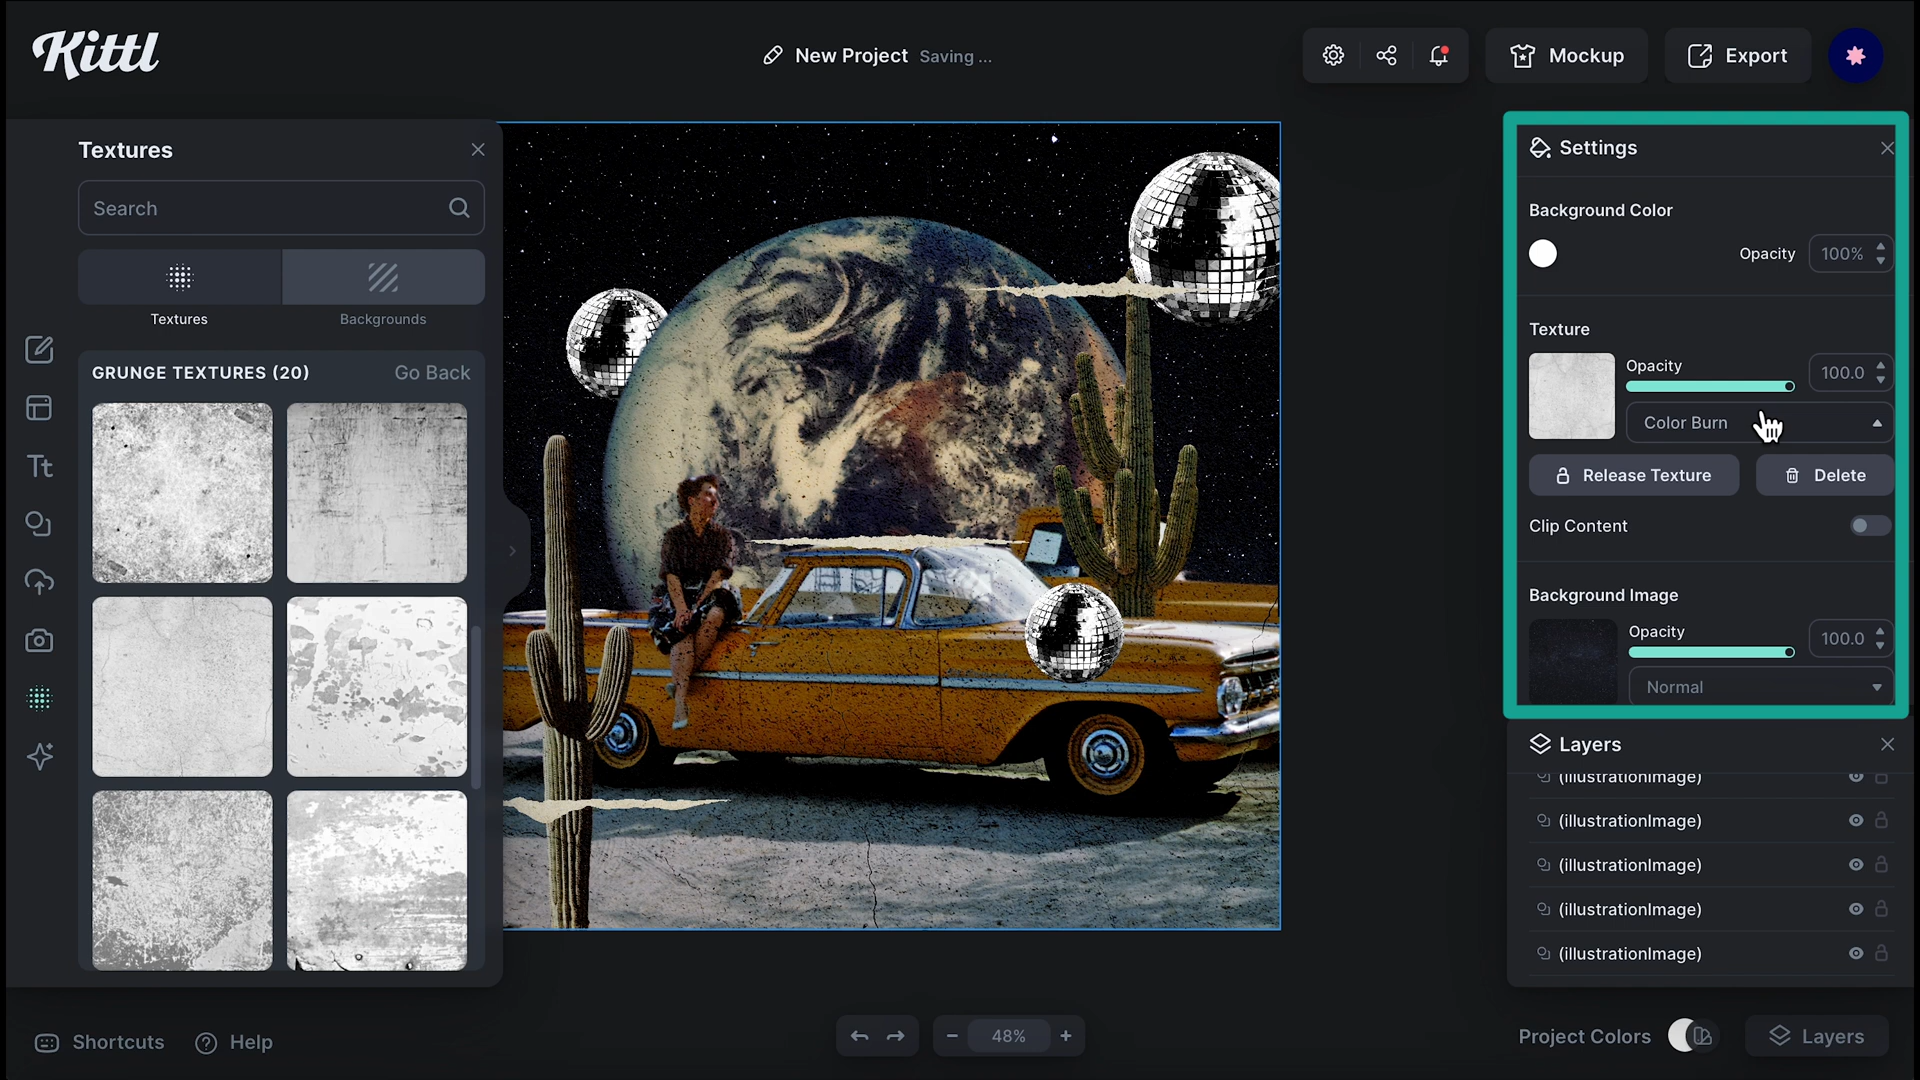 Kittl
New Project Saving ...
Mockup
Export
Textures
Search
Textures
Backgrounds
GRUNGE TEXTURES (20)
Go Back
Settings
Background Color
Opacity 100%
Texture
Opacity
100.0
Color Burn
Release Texture
Delete
Clip Content
Background Image
Opacity
100.0
Normal
Layers
(illustrationImage)
(illustrationImage)
(illustrationImage)
(illustrationImage)
(illustrationImage)
Shortcuts
Help
48%
Project Colors
Layers